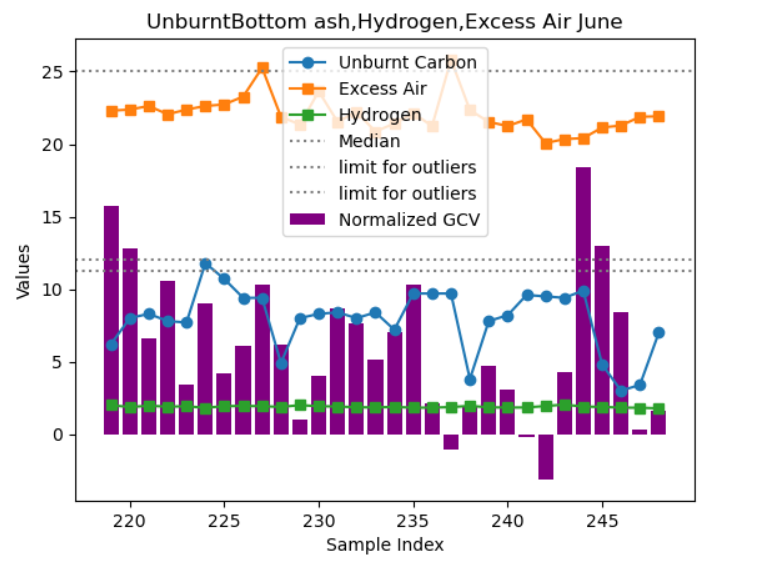 UnburntBottom ash,Hydrogen,Excess Air June
Unburnt Carbon
Excess Air
Hydrogen
Median
limit for outliers
limit for outliers
Normalized GCV
Values
25
20
15
10
5
0
220 225 230 235 240 245
Sample Index